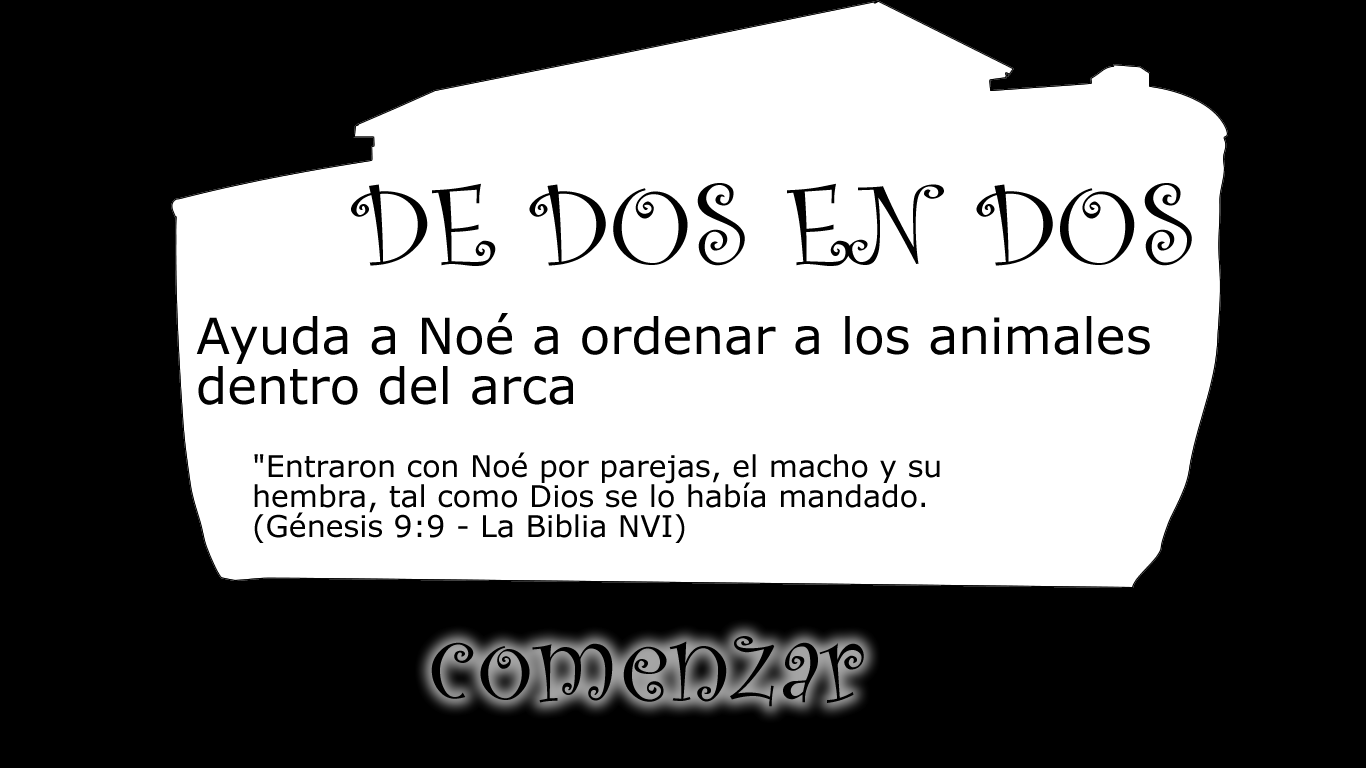 DE DOS EN DOS
Ayuda a Noé a ordenar a los animales
dentro del arca
"Entraron con Noé por parejas, el macho y su
hembra, tal como Dios se lo había mandado.
(Génesis 9:9 - La Biblia NVI)
comenzar